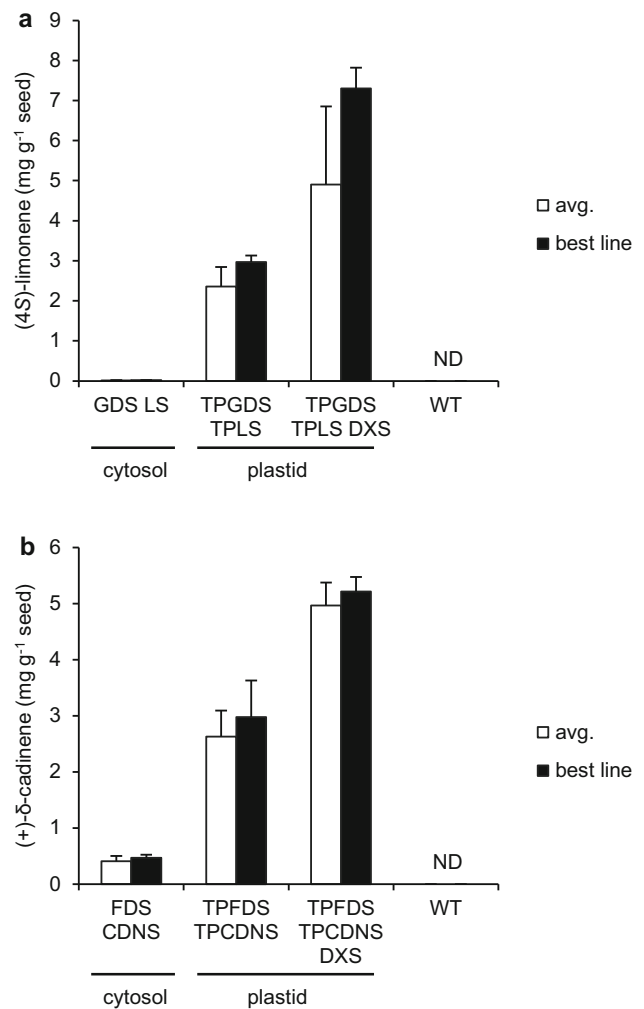 a
(4S)-limonene (mg g-1 seed)
9
8
7
6
5
4
3
2
1
0
avg.
best line
ND
GDS LS
TPGDS
TPLS
TPGDS
TPLS DXS
WT
cytosol
plastid
b
(+)-δ-cadinene (mg g-1 seed)
6
5
4
3
2
1
0
avg.
best line
ND
FDS
CDNS
TPFDS
TPCDNS
TPFDS
TPCDNS
DXS
WT
cytosol
plastid